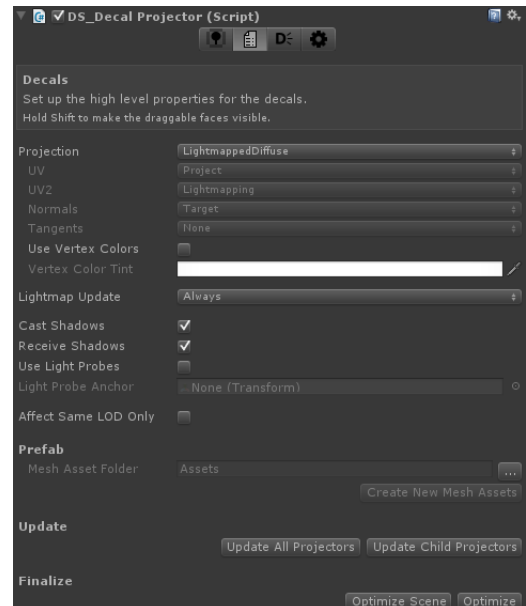 DS_Decal Projector (Script)
D
Decals
Set up the high level properties for the decals.
Hold Shift to make the draggable faces visible.
Projection LightmappedDiffuse
UV Project
UV2 Lightmapping
Normals Target
Tangents None
Use Vertex Colors
Vertex Color Tint
Lightmap Update Always
Cast Shadows
Receive Shadows
Use Light Probes
Light Probe Anchor None (Transform)
Affect Same LOD Only
Prefab
Mesh Asset Folder Assets ...
Create New Mesh Assets
Update
Update All Projectors Update Child Projectors
Finalize
Optimize Scene Optimize